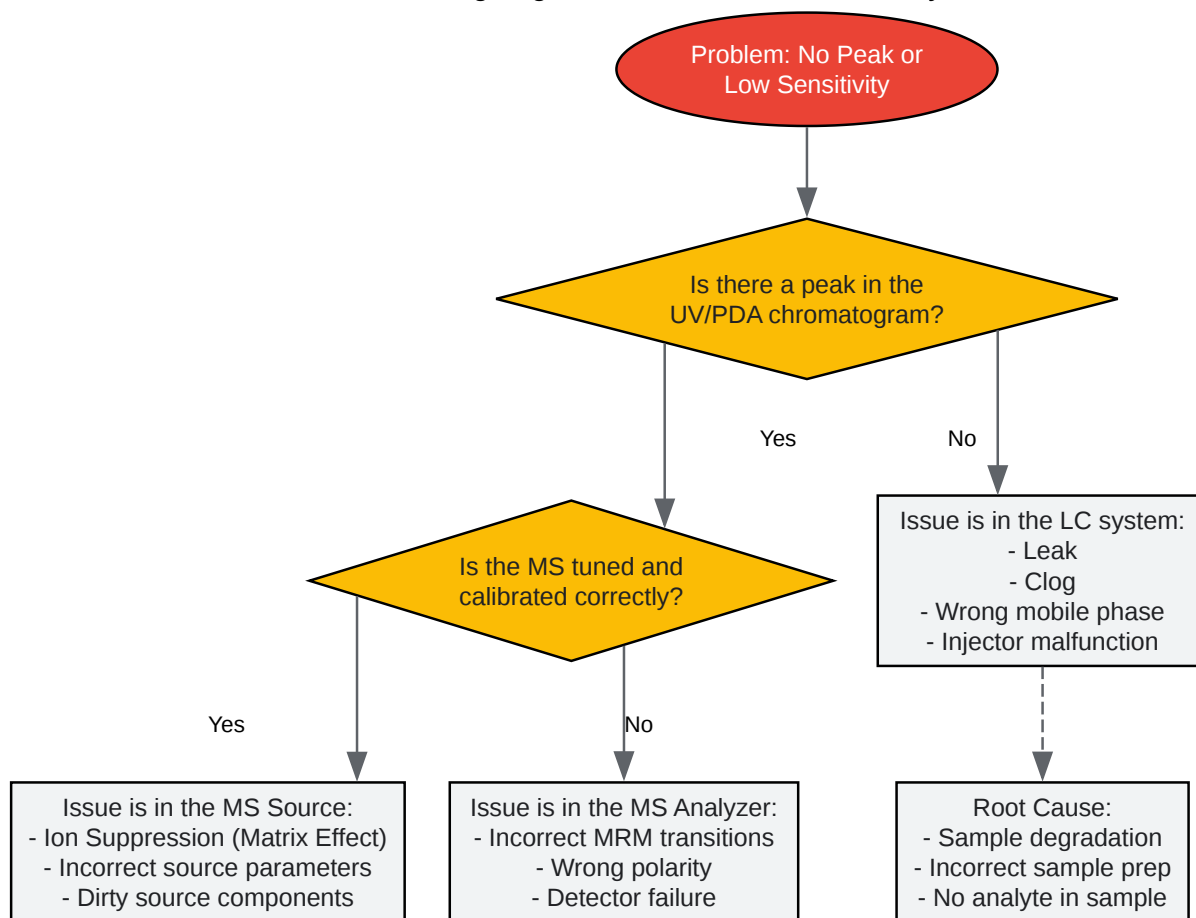 Problem: No Peak or
Low Sensitivity
Is there a peak in the
UV/PDA chromatogram?
Yes
No
Is the MS tuned and
calibrated correctly?
Issue is in the LC system:
- Leak
- Clog
- Wrong mobile phase
- Injector malfunction
Yes
No
Issue is in the MS Source:
- Ion Suppression (Matrix Effect)
- Incorrect source parameters
- Dirty source components
Issue is in the MS Analyzer:
- Incorrect MRM transitions
- Wrong polarity
- Detector failure
Root Cause:
- Sample degradation
- Incorrect sample prep
- No analyte in sample